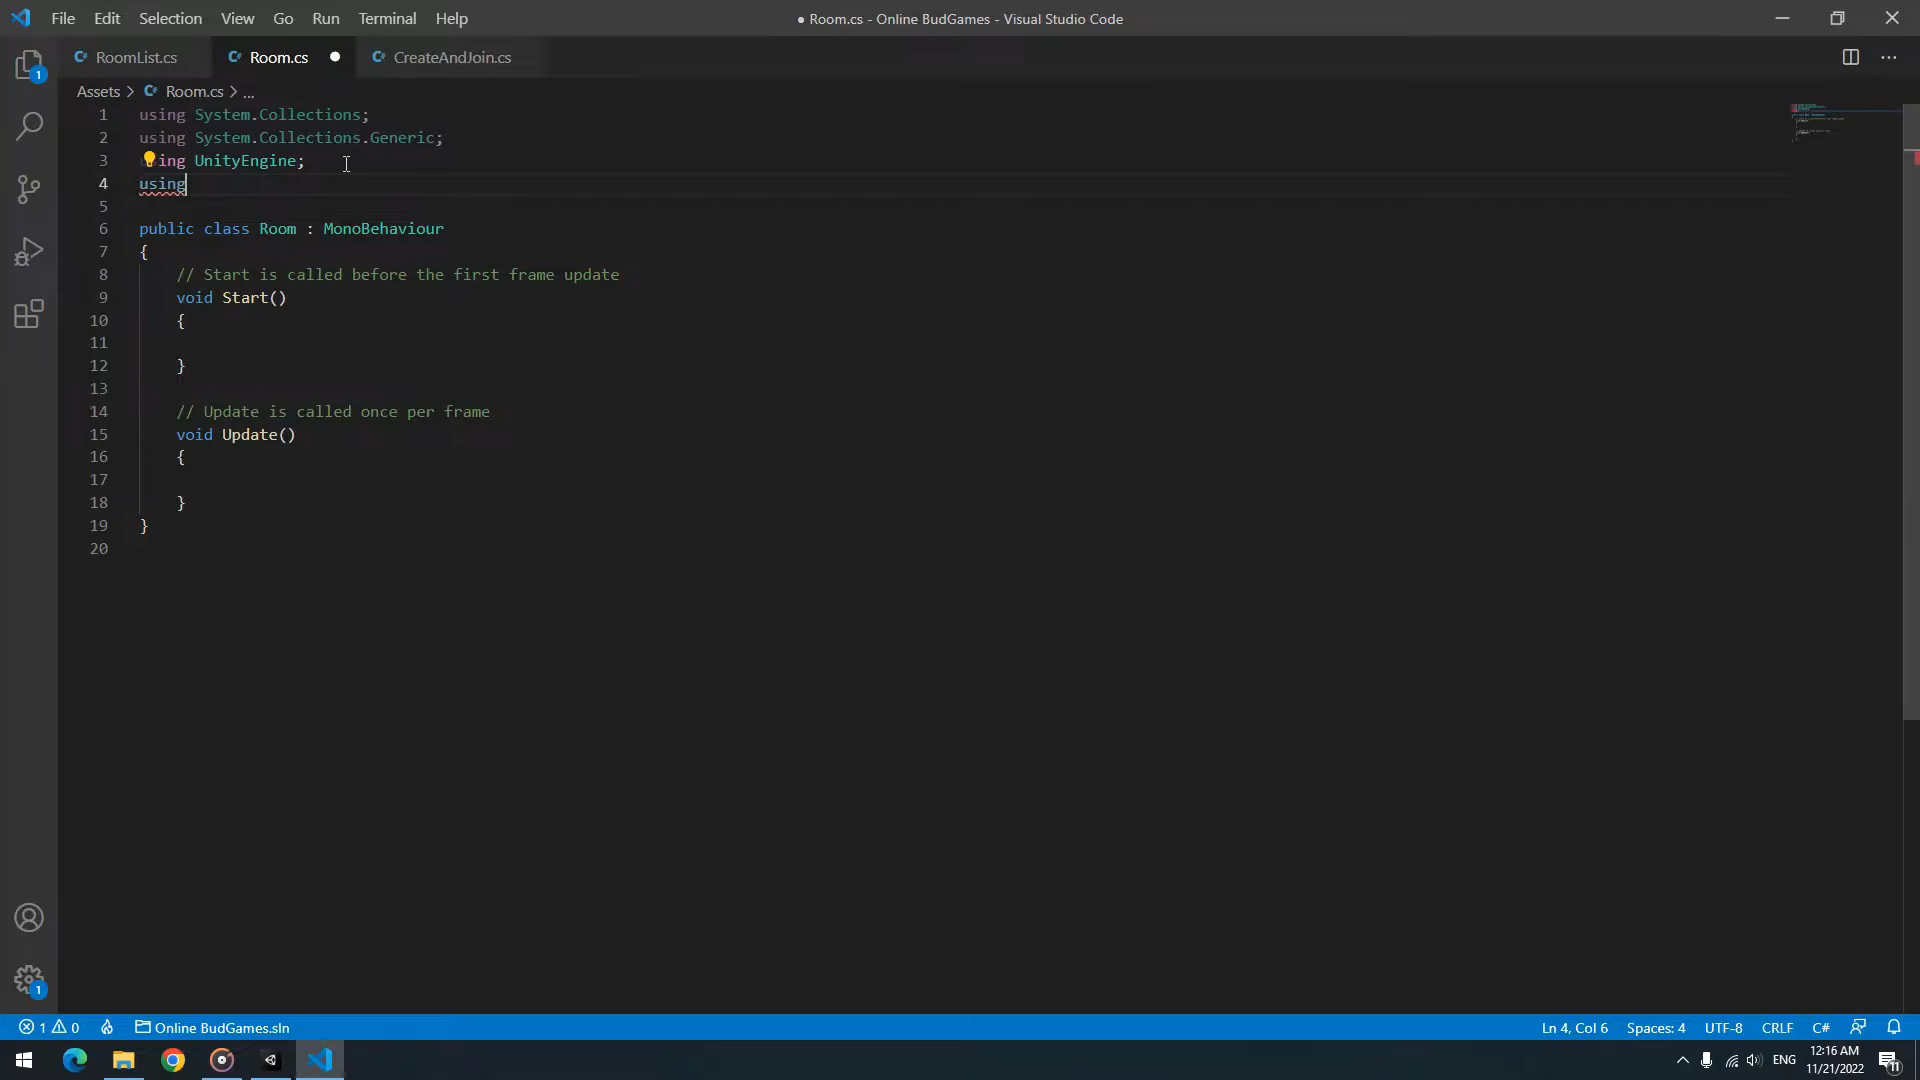 File Edit Selection View Go Run Terminal Help
● Room.cs - Online BudGames - Visual Studio Code
RoomList.cs
Room.cs
CreateAndJoin.cs
Assets > Room.cs > ...
1 using System.Collections;
2 using System.Collections.Generic;
3 using UnityEngine;
4 using
5
6 public class Room : MonoBehaviour
7 {
8 // Start is called before the first frame update
9 void Start()
10 {
11
12 }
13
14 // Update is called once per frame
15 void Update()
16 {
17
18 }
19 }
20
1
1
1 0 Online BudGames.sln
Ln 4, Col 6 Spaces: 4 UTF-8 CRLF C#
ENG
12:16 AM
11/21/2022
11